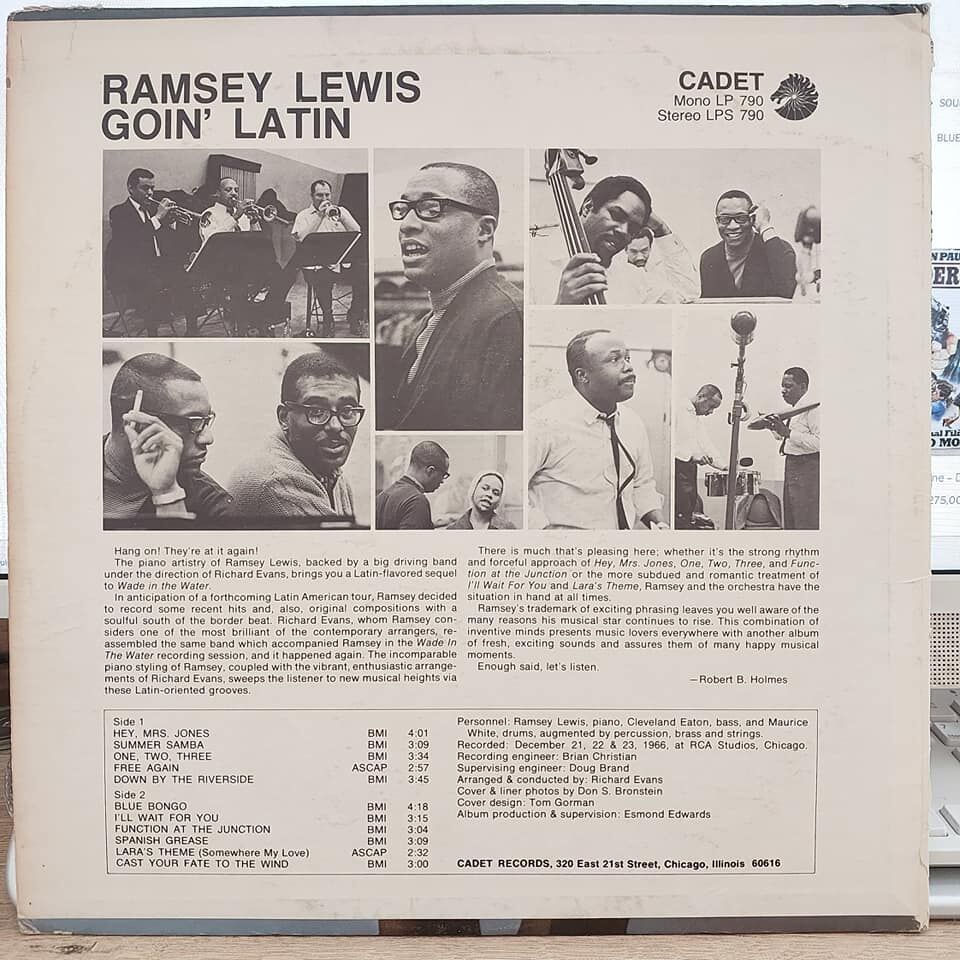 RAMSEY LEWIS
GOIN' LATIN
CADET
Mono LP 790
Stereo LPS 790
Hang on! They're at it again!
The piano artistry of Ramsey Lewis, backed by a big driving band
under the direction of Richard Evans, brings you a Latin-flavored sequel
to Wade in the Water.
In anticipation of a forthcoming Latin American tour, Ramsey decided
to record some recent hits and, also, original compositions with a
soulful south of the border beat. Richard Evans, whom Ramsey con-
siders one of the most brilliant of the contemporary arrangers, re-
assembled the same band which accompanied Ramsey in the Wade In
The Water recording session, and it happened again. The incomparable
piano styling of Ramsey, coupled with the vibrant, enthusiastic arrange-
ments of Richard Evans, sweeps the listener to new musical heights via
these Latin-oriented grooves.
There is much that's pleasing here; whether it's the strong rhythm
and forceful approach of Hey, Mrs. Jones, One, Two, Three, and Func-
tion at the Junction or the more subdued and romantic treatment of
I'll Wait For You and Lara's Theme, Ramsey and the orchestra have the
situation in hand at all times.
Ramsey's trademark of exciting phrasing leaves you well aware of the
many reasons his musical star continues to rise. This combination of
inventive minds presents music lovers everywhere with another album
of fresh, exciting sounds and assures them of many happy musical
moments.
Enough said, let's listen.
—Robert B. Holmes
Side 1
HEY, MRS. JONES BMI 4:01
SUMMER SAMBA BMI 3:09
ONE, TWO, THREE BMI 3:34
FREE AGAIN ASCAP 2:57
DOWN BY THE RIVERSIDE BMI 3:45
Side 2
BLUE BONGO BMI 4:18
I'LL WAIT FOR YOU BMI 3:15
FUNCTION AT THE JUNCTION BMI 3:04
SPANISH GREASE BMI 3:09
LARA'S THEME (Somewhere My Love) ASCAP 2:32
CAST YOUR FATE TO THE WIND BMI 3:00
Personnel: Ramsey Lewis, piano, Cleveland Eaton, bass, and Maurice
White, drums, augmented by percussion, brass and strings.
Recorded: December 21, 22 & 23, 1966, at RCA Studios, Chicago.
Recording engineer: Brian Christian
Supervising engineer: Doug Brand
Arranged & conducted by: Richard Evans
Cover & liner photos by Don S. Bronstein
Cover design: Tom Gorman
Album production & supervision: Esmond Edwards
CADET RECORDS, 320 East 21st Street, Chicago, Illinois 60616
SOU
BLUE
N PAU
ER